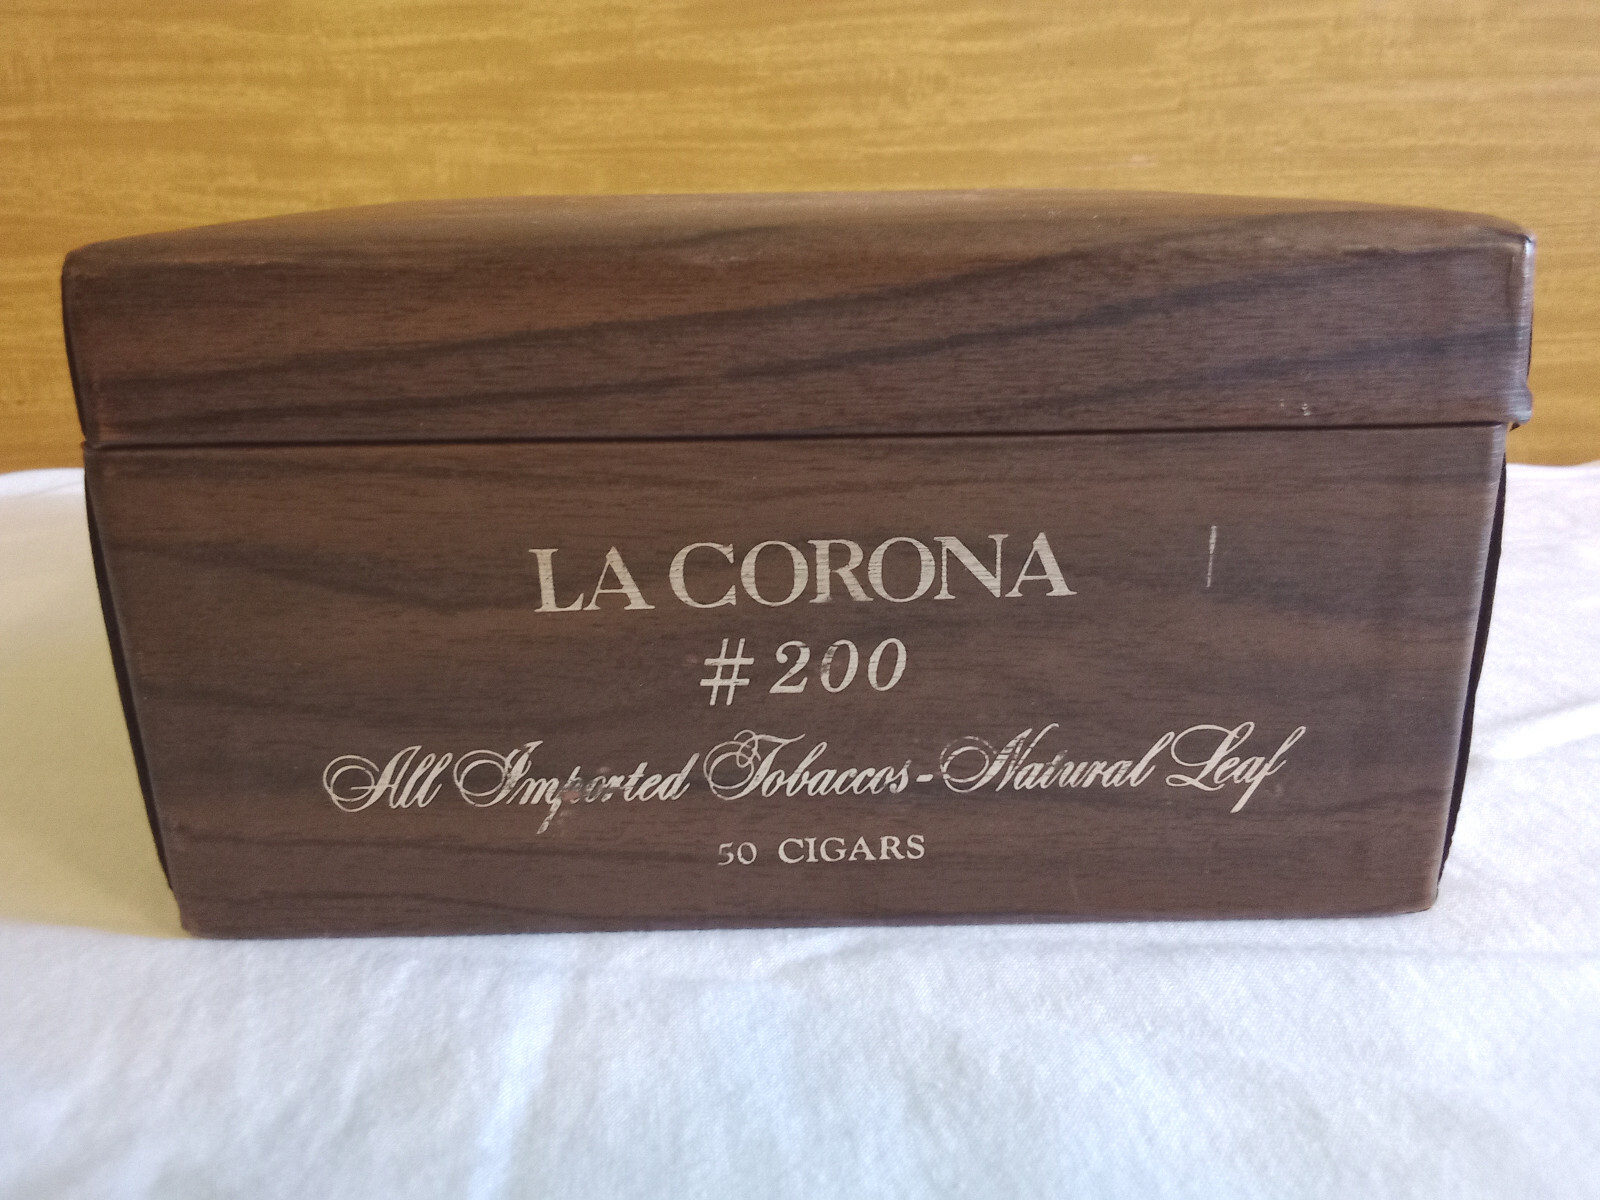 LA CORONA
#200
All Imported Tobaccos-Natural Leaf
50 CIGARS